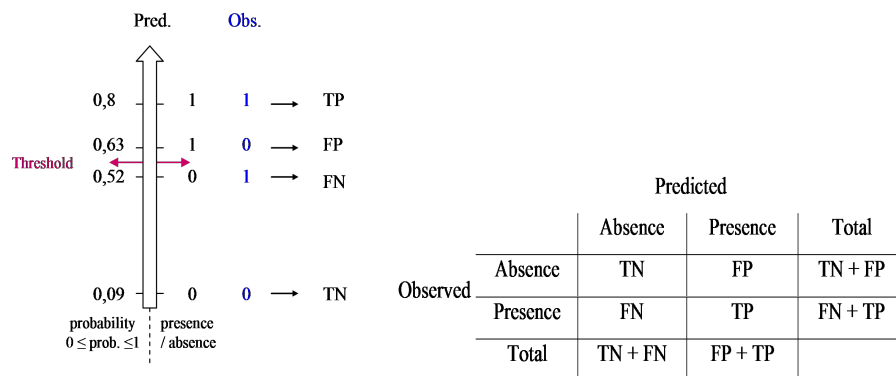 Pred. Obs.
0,8 1 1 TP
0,63 1 0 FP
Threshold
0,52 0 1 FN
0,09 0 0 TN
probability presence
0 ≤ prob. ≤1 / absence
Predicted
Absence Presence Total
Observed
Absence TN FP TN + FP
Presence FN TP FN + TP
Total TN + FN FP + TP